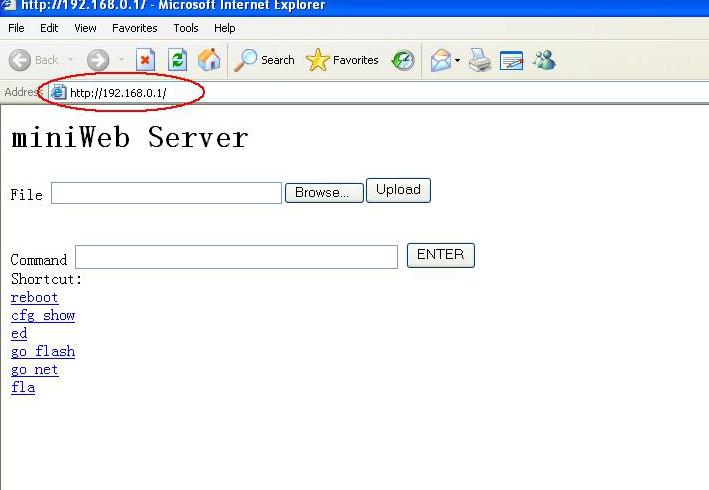 http://192.168.0.1/ - Microsoft Internet Explorer
File Edit View Favorites Tools Help
Back Search Favorites
Address http://192.168.0.1/
miniWeb Server
File Browse... Upload
Command ENTER
Shortcut:
reboot
cfg show
ed
go flash
go net
fla